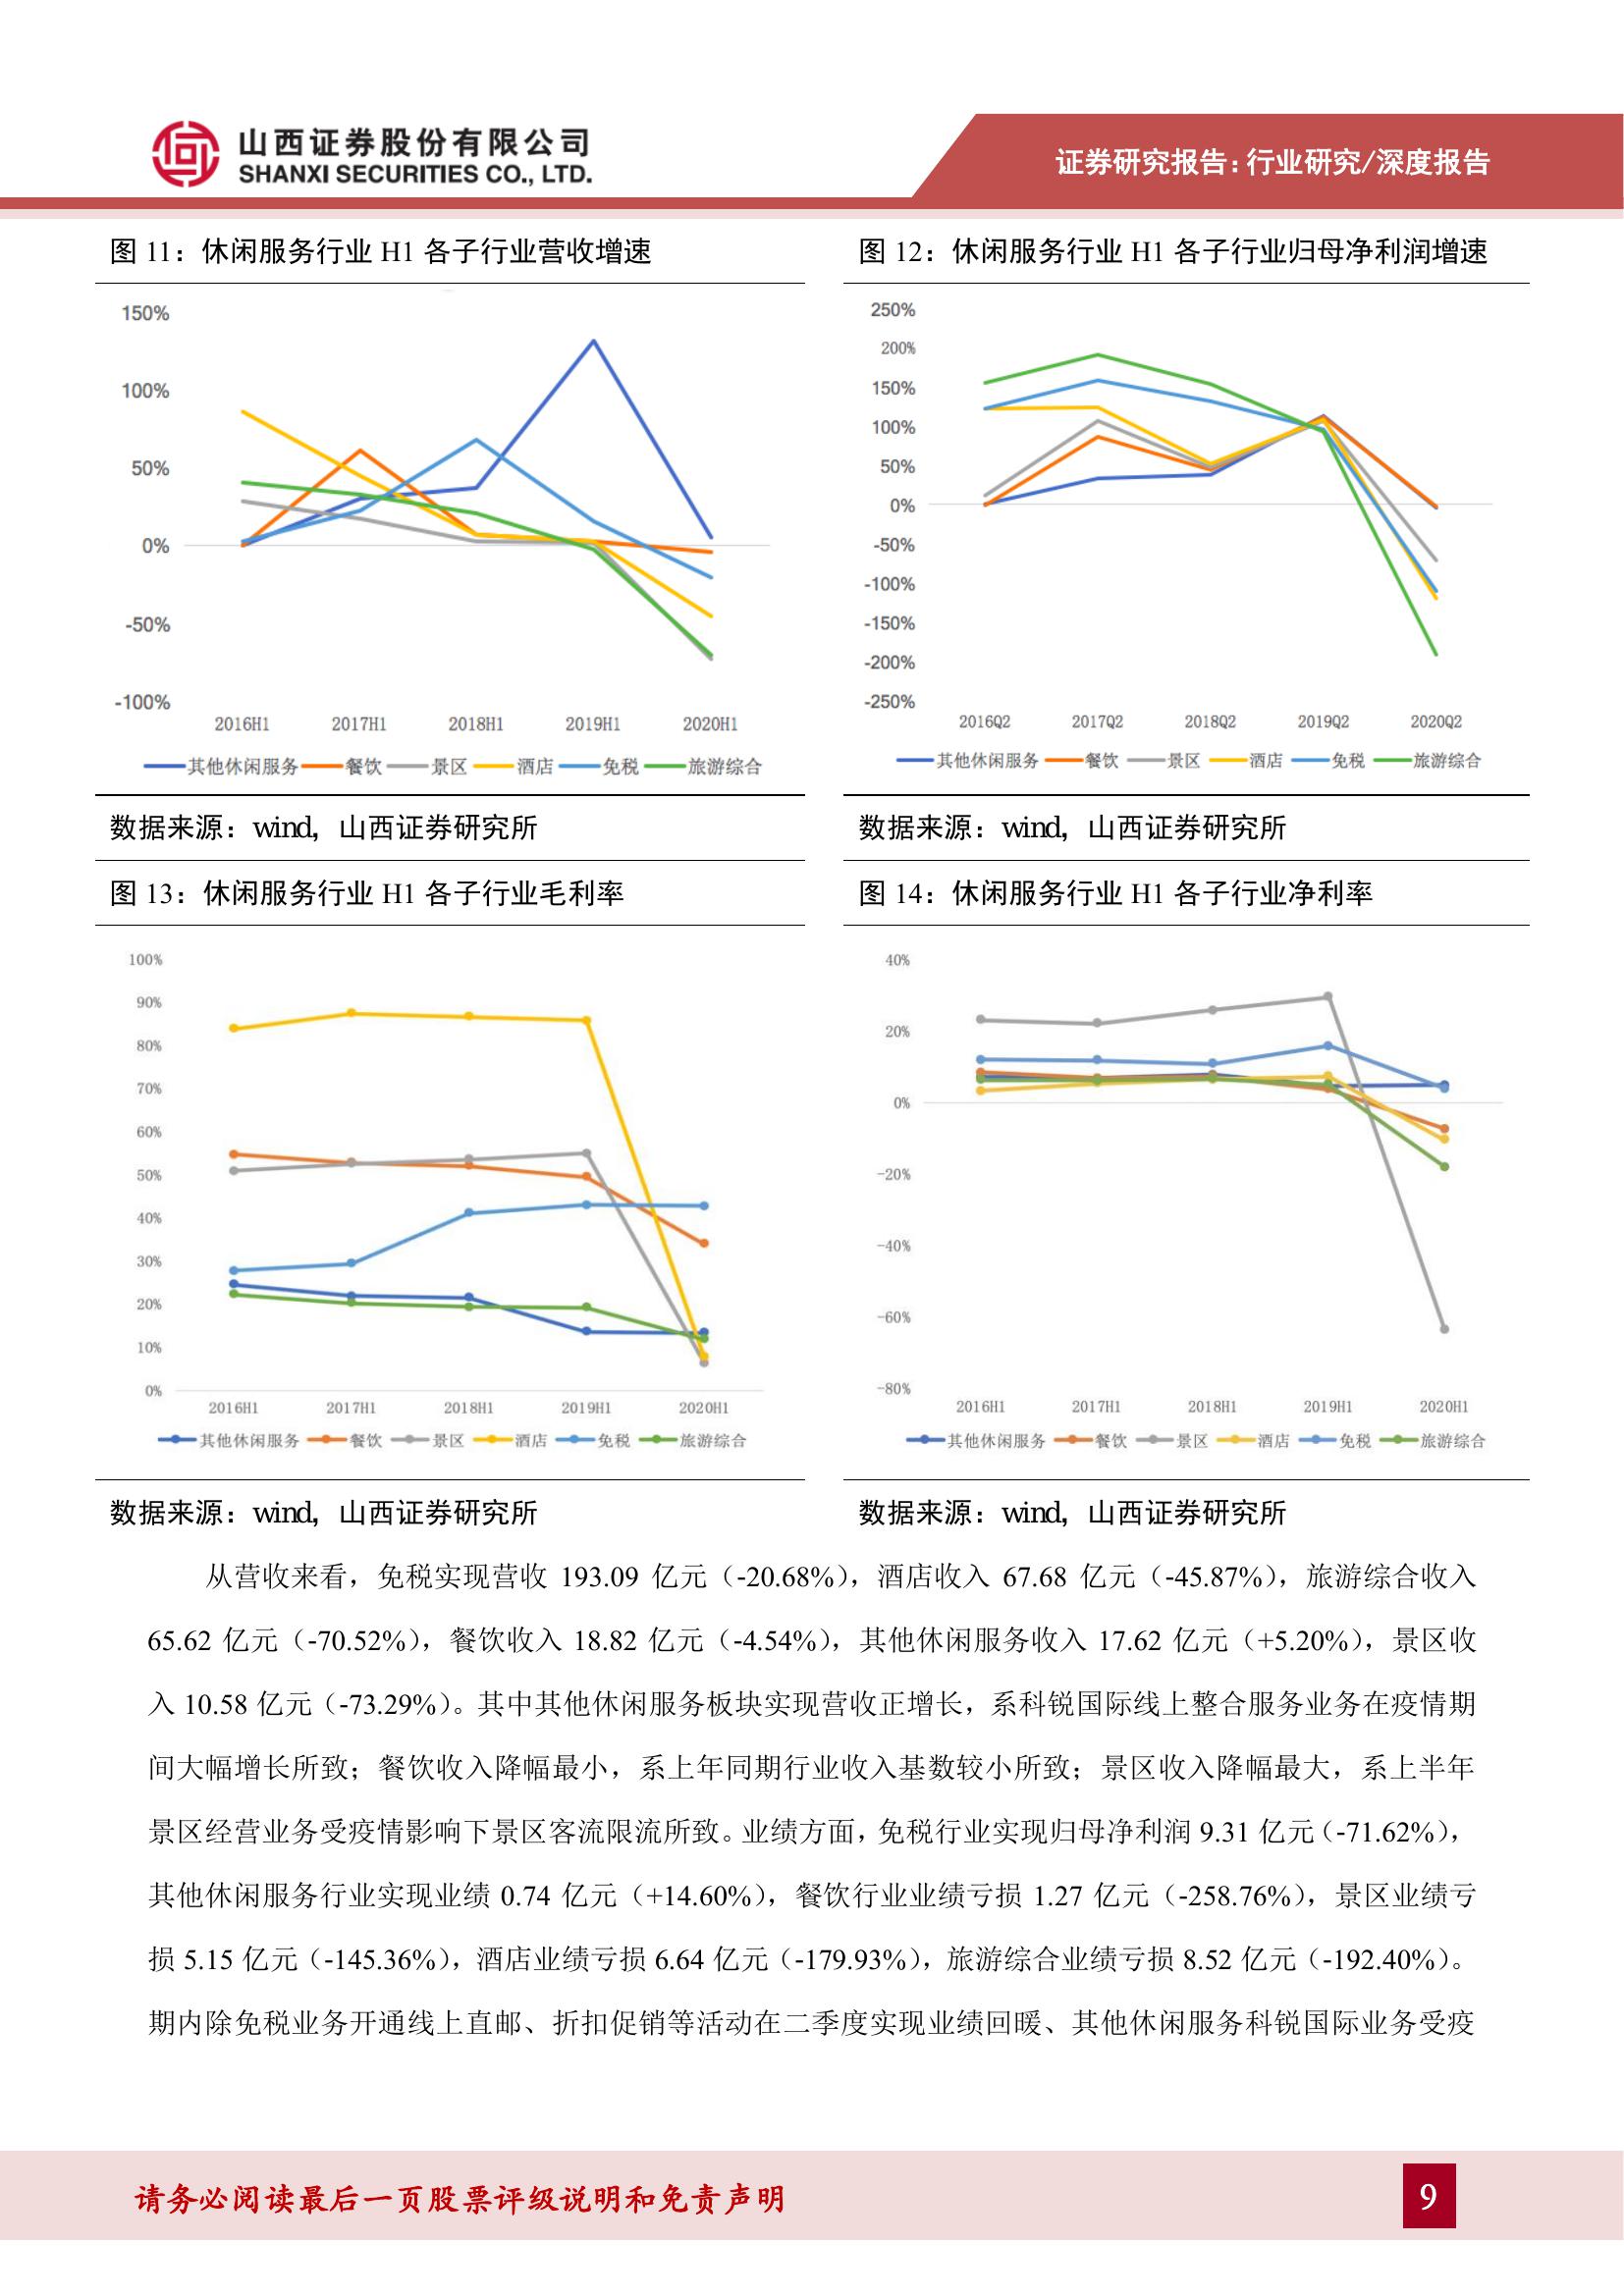 山西证券股份有限公司
SHANXI SECURITIES CO., LTD.
证券研究报告：行业研究/深度报告
图 11：休闲服务行业 H1 各子行业营收增速
150%
100%
50%
0%
-50%
-100%
2016H1 2017H1 2018H1 2019H1 2020H1
其他休闲服务 餐饮 景区 酒店 免税 旅游综合
数据来源：wind，山西证券研究所
图 12：休闲服务行业 H1 各子行业归母净利润增速
250%
200%
150%
100%
50%
0%
-50%
-100%
-150%
-200%
-250%
2016Q2 2017Q2 2018Q2 2019Q2 2020Q2
其他休闲服务 餐饮 景区 酒店 免税 旅游综合
数据来源：wind，山西证券研究所
图 13：休闲服务行业 H1 各子行业毛利率
100%
90%
80%
70%
60%
50%
40%
30%
20%
10%
0%
2016H1 2017H1 2018H1 2019H1 2020H1
其他休闲服务 餐饮 景区 酒店 免税 旅游综合
数据来源：wind，山西证券研究所
图 14：休闲服务行业 H1 各子行业净利率
40%
20%
0%
-20%
-40%
-60%
-80%
2016H1 2017H1 2018H1 2019H1 2020H1
其他休闲服务 餐饮 景区 酒店 免税 旅游综合
数据来源：wind，山西证券研究所
从营收来看，免税实现营收 193.09 亿元（-20.68%），酒店收入 67.68 亿元（-45.87%），旅游综合收入
65.62 亿元（-70.52%），餐饮收入 18.82 亿元（-4.54%），其他休闲服务收入 17.62 亿元（+5.20%），景区收
入 10.58 亿元（-73.29%）。其中其他休闲服务板块实现营收正增长，系科锐国际线上整合服务业务在疫情期
间大幅增长所致；餐饮收入降幅最小，系上年同期行业收入基数较小所致；景区收入降幅最大，系上半年
景区经营业务受疫情影响下景区客流限流所致。业绩方面，免税行业实现归母净利润 9.31 亿元（-71.62%），
其他休闲服务行业实现业绩 0.74 亿元（+14.60%），餐饮行业业绩亏损 1.27 亿元（-258.76%），景区业绩亏
损 5.15 亿元（-145.36%），酒店业绩亏损 6.64 亿元（-179.93%），旅游综合业绩亏损 8.52 亿元（-192.40%）。
期内除免税业务开通线上直邮、折扣促销等活动在二季度实现业绩回暖、其他休闲服务科锐国际业务受疫
请务必阅读最后一页股票评级说明和免责声明
9